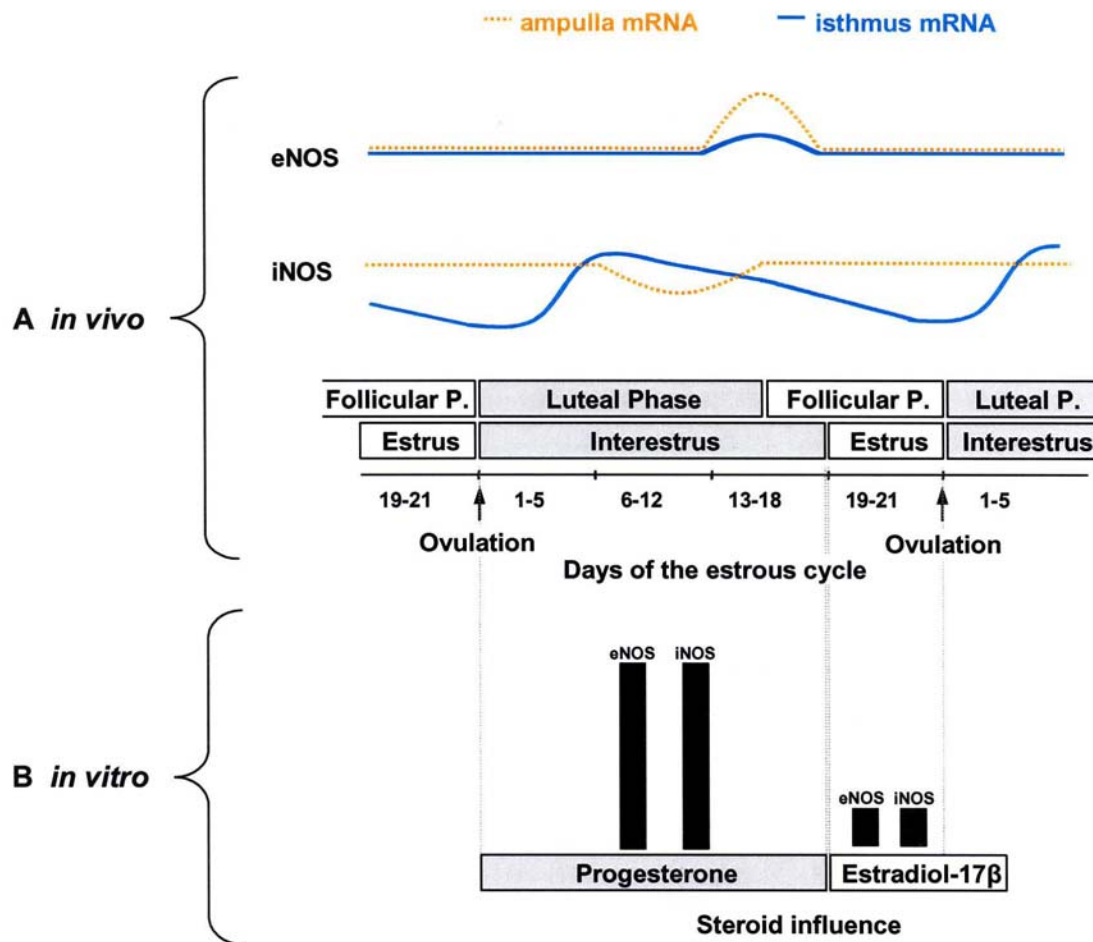 ampulla mRNA isthmus mRNA
eNOS
iNOS
A in vivo
Follicular P. Luteal Phase Follicular P. Luteal P.
Estrus Interestrus Estrus Interestrus
19-21 1-5 6-12 13-18 19-21 1-5
Ovulation Ovulation
Days of the estrous cycle
eNOS iNOS
B in vitro
eNOS iNOS
Progesterone Estradiol-17β
Steroid influence